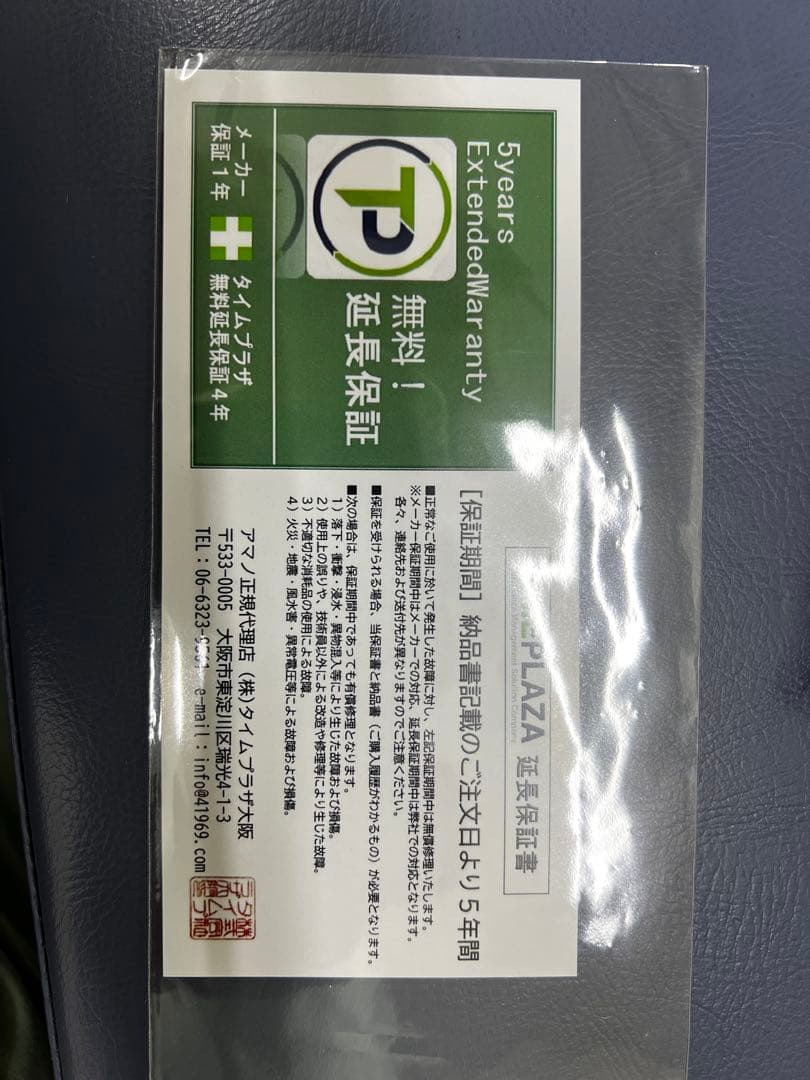 5years
ExtendedWaranty
TP
無料!
延長保証
メーカー
保証1年
タイムプラザ
無料延長保証4年
PLAZA 延長保証書
[保証期間] 納品書記載のご注文日より5年間
■正常なご使用に於いて発生した故障に対し、左記保証期間中は無償修理いたします。
※メーカー保証期間中はメーカーでの対応、延長保証期間中は弊社での対応となります。
各々、連絡先および送付先が異なりますのでご注意ください。
■保証を受けられる場合、当保証書と納品書(ご購入履歴がわかるもの)が必要となります。
■次の場合は、保証期間中であっても有償修理となります。
1)落下・衝撃・浸水・異物混入等により生じた故障および損傷。
2)使用上の誤りや、技術員以外による改造や修理等により生じた故障。
3)不適切な消耗品の使用による故障。
4)火災・地震・風水害・異常電圧等による故障および損傷。
アマノ正規代理店 (株)タイムプラザ大阪
〒533-0005 大阪市東淀川区瑞光4-1-3
TEL:06-6323-9561 e-mail:info@41969.com